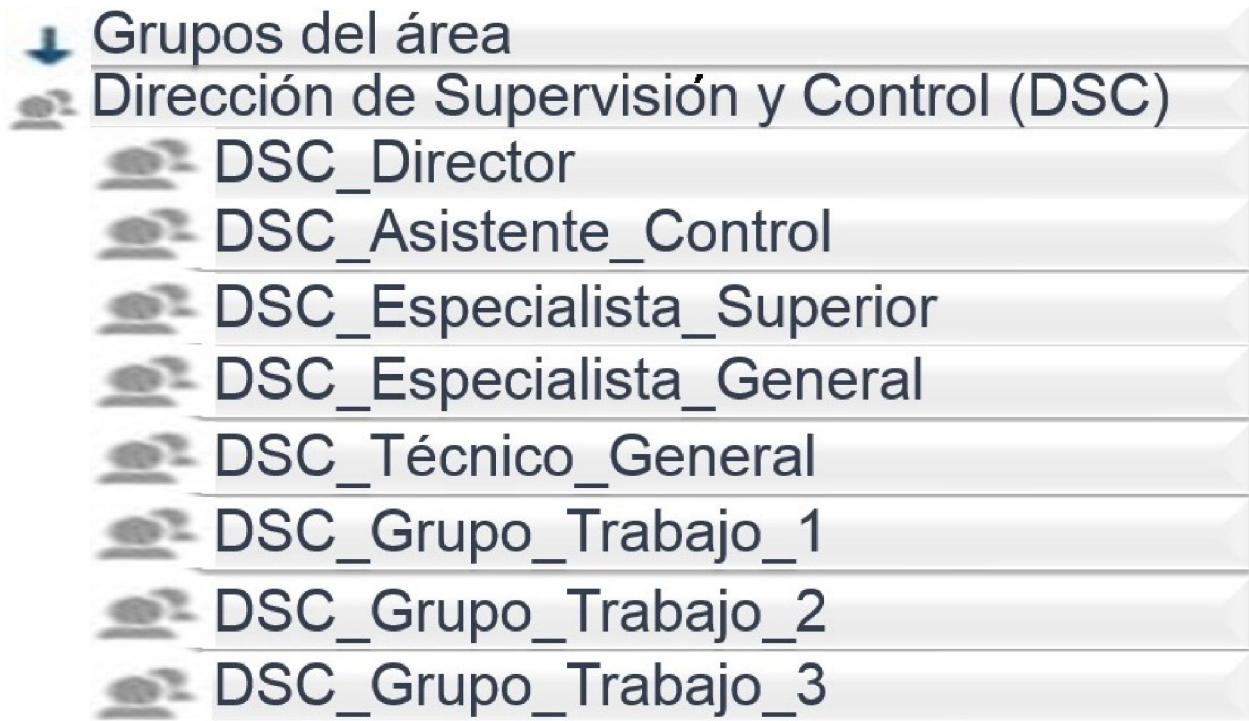 Grupos del área
Dirección de Supervisión y Control (DSC)
DSC_Director
DSC_Asistente_Control
DSC_Especialista_Superior
DSC_Especialista_General
DSC_Técnico_General
DSC_Grupo_Trabajo_1
DSC_Grupo_Trabajo_2
DSC_Grupo_Trabajo_3